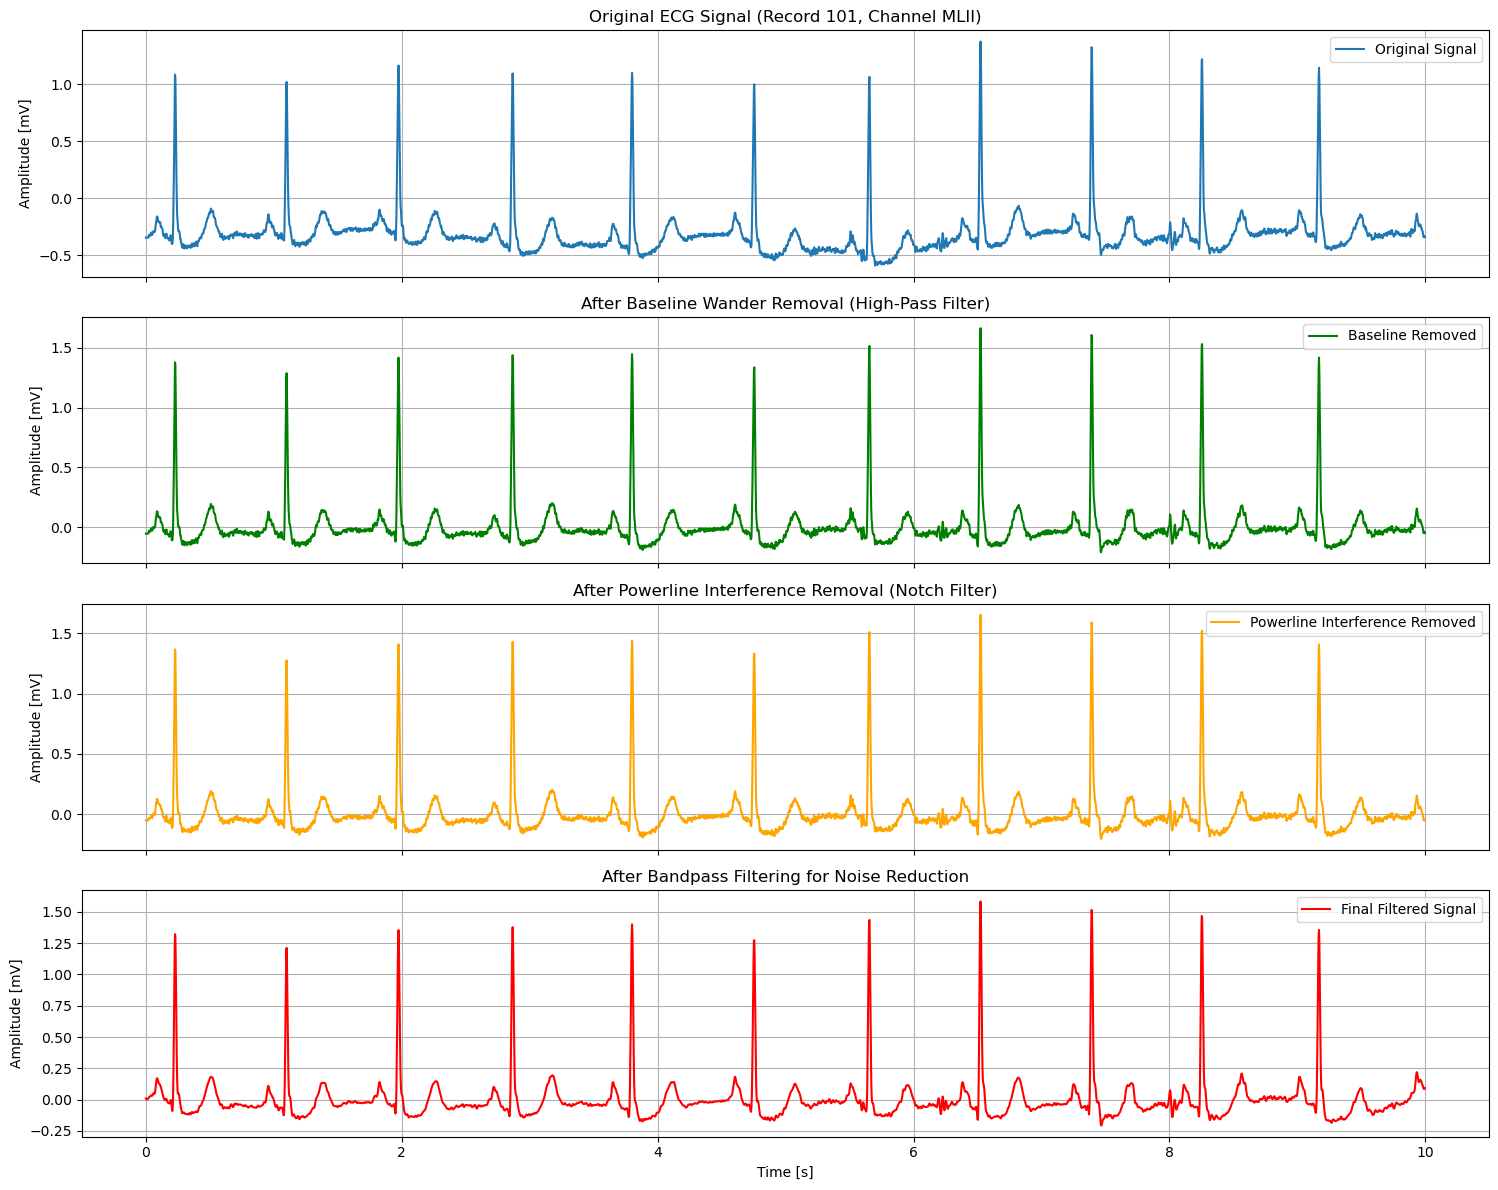 Original ECG Signal (Record 101, Channel MLII)
Original Signal
Amplitude [mV]
1.0
0.5
0.0
−0.5
After Baseline Wander Removal (High-Pass Filter)
Baseline Removed
Amplitude [mV]
1.5
1.0
0.5
0.0
After Powerline Interference Removal (Notch Filter)
Powerline Interference Removed
Amplitude [mV]
1.5
1.0
0.5
0.0
After Bandpass Filtering for Noise Reduction
Final Filtered Signal
Amplitude [mV]
1.50
1.25
1.00
0.75
0.50
0.25
0.00
−0.25
0 2 4 6 8 10
Time [s]